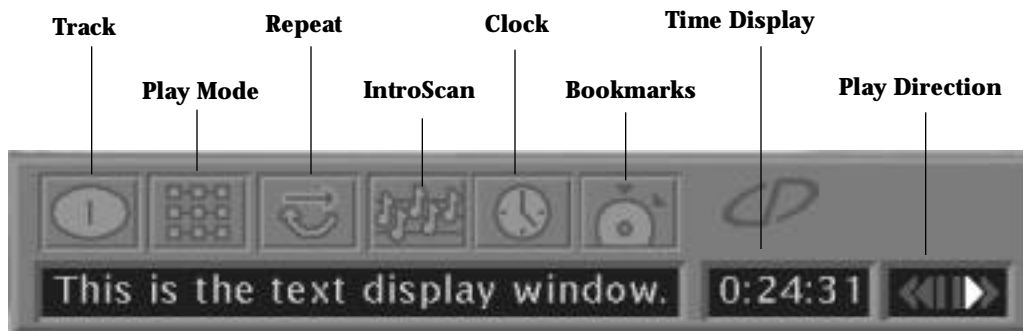 Track
Repeat
Clock
Time Display
Play Mode
IntroScan
Bookmarks
Play Direction
This is the text display window.
0:24:31